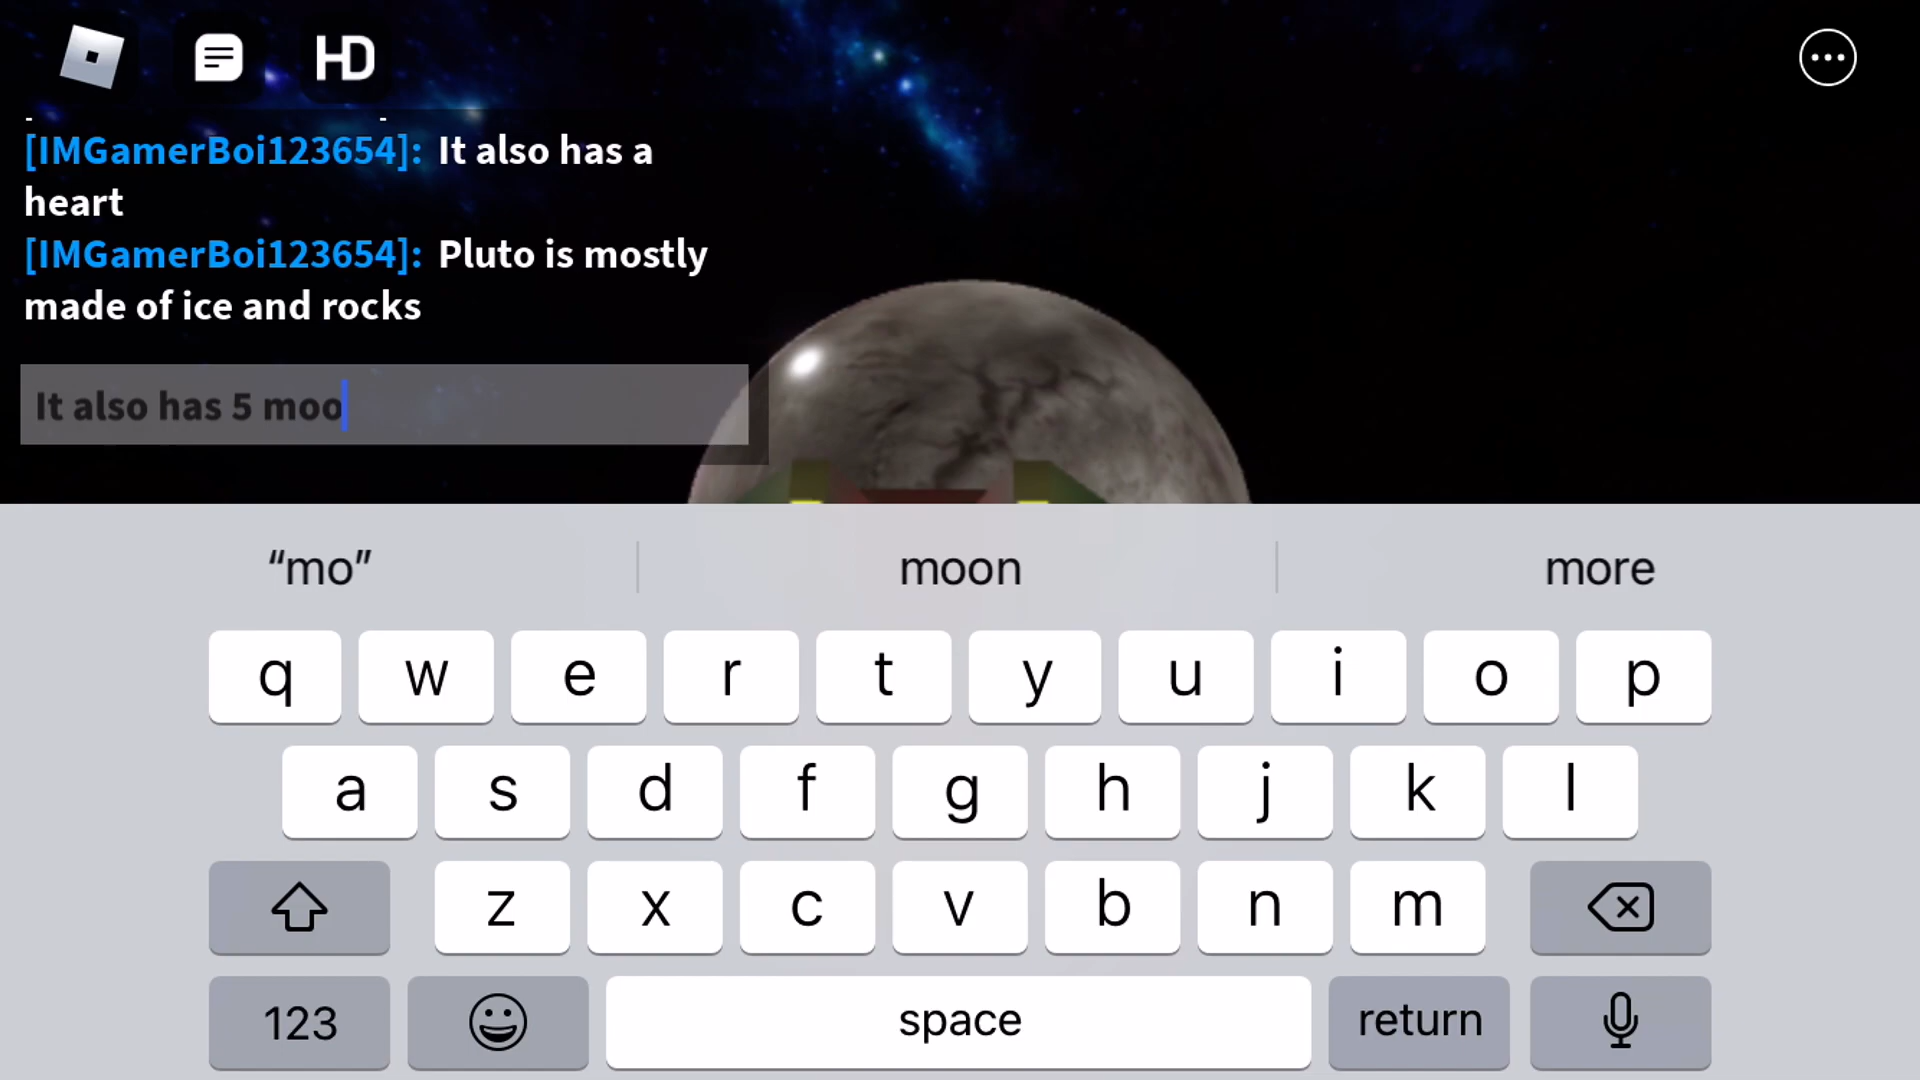 HD
[IMGamerBoi123654]: It also has a
heart
[IMGamerBoi123654]: Pluto is mostly
made of ice and rocks
It also has 5 moo
“mo” moon more
q w e r t y u i o p
a s d f g h j k l
z x c v b n m
123 space return